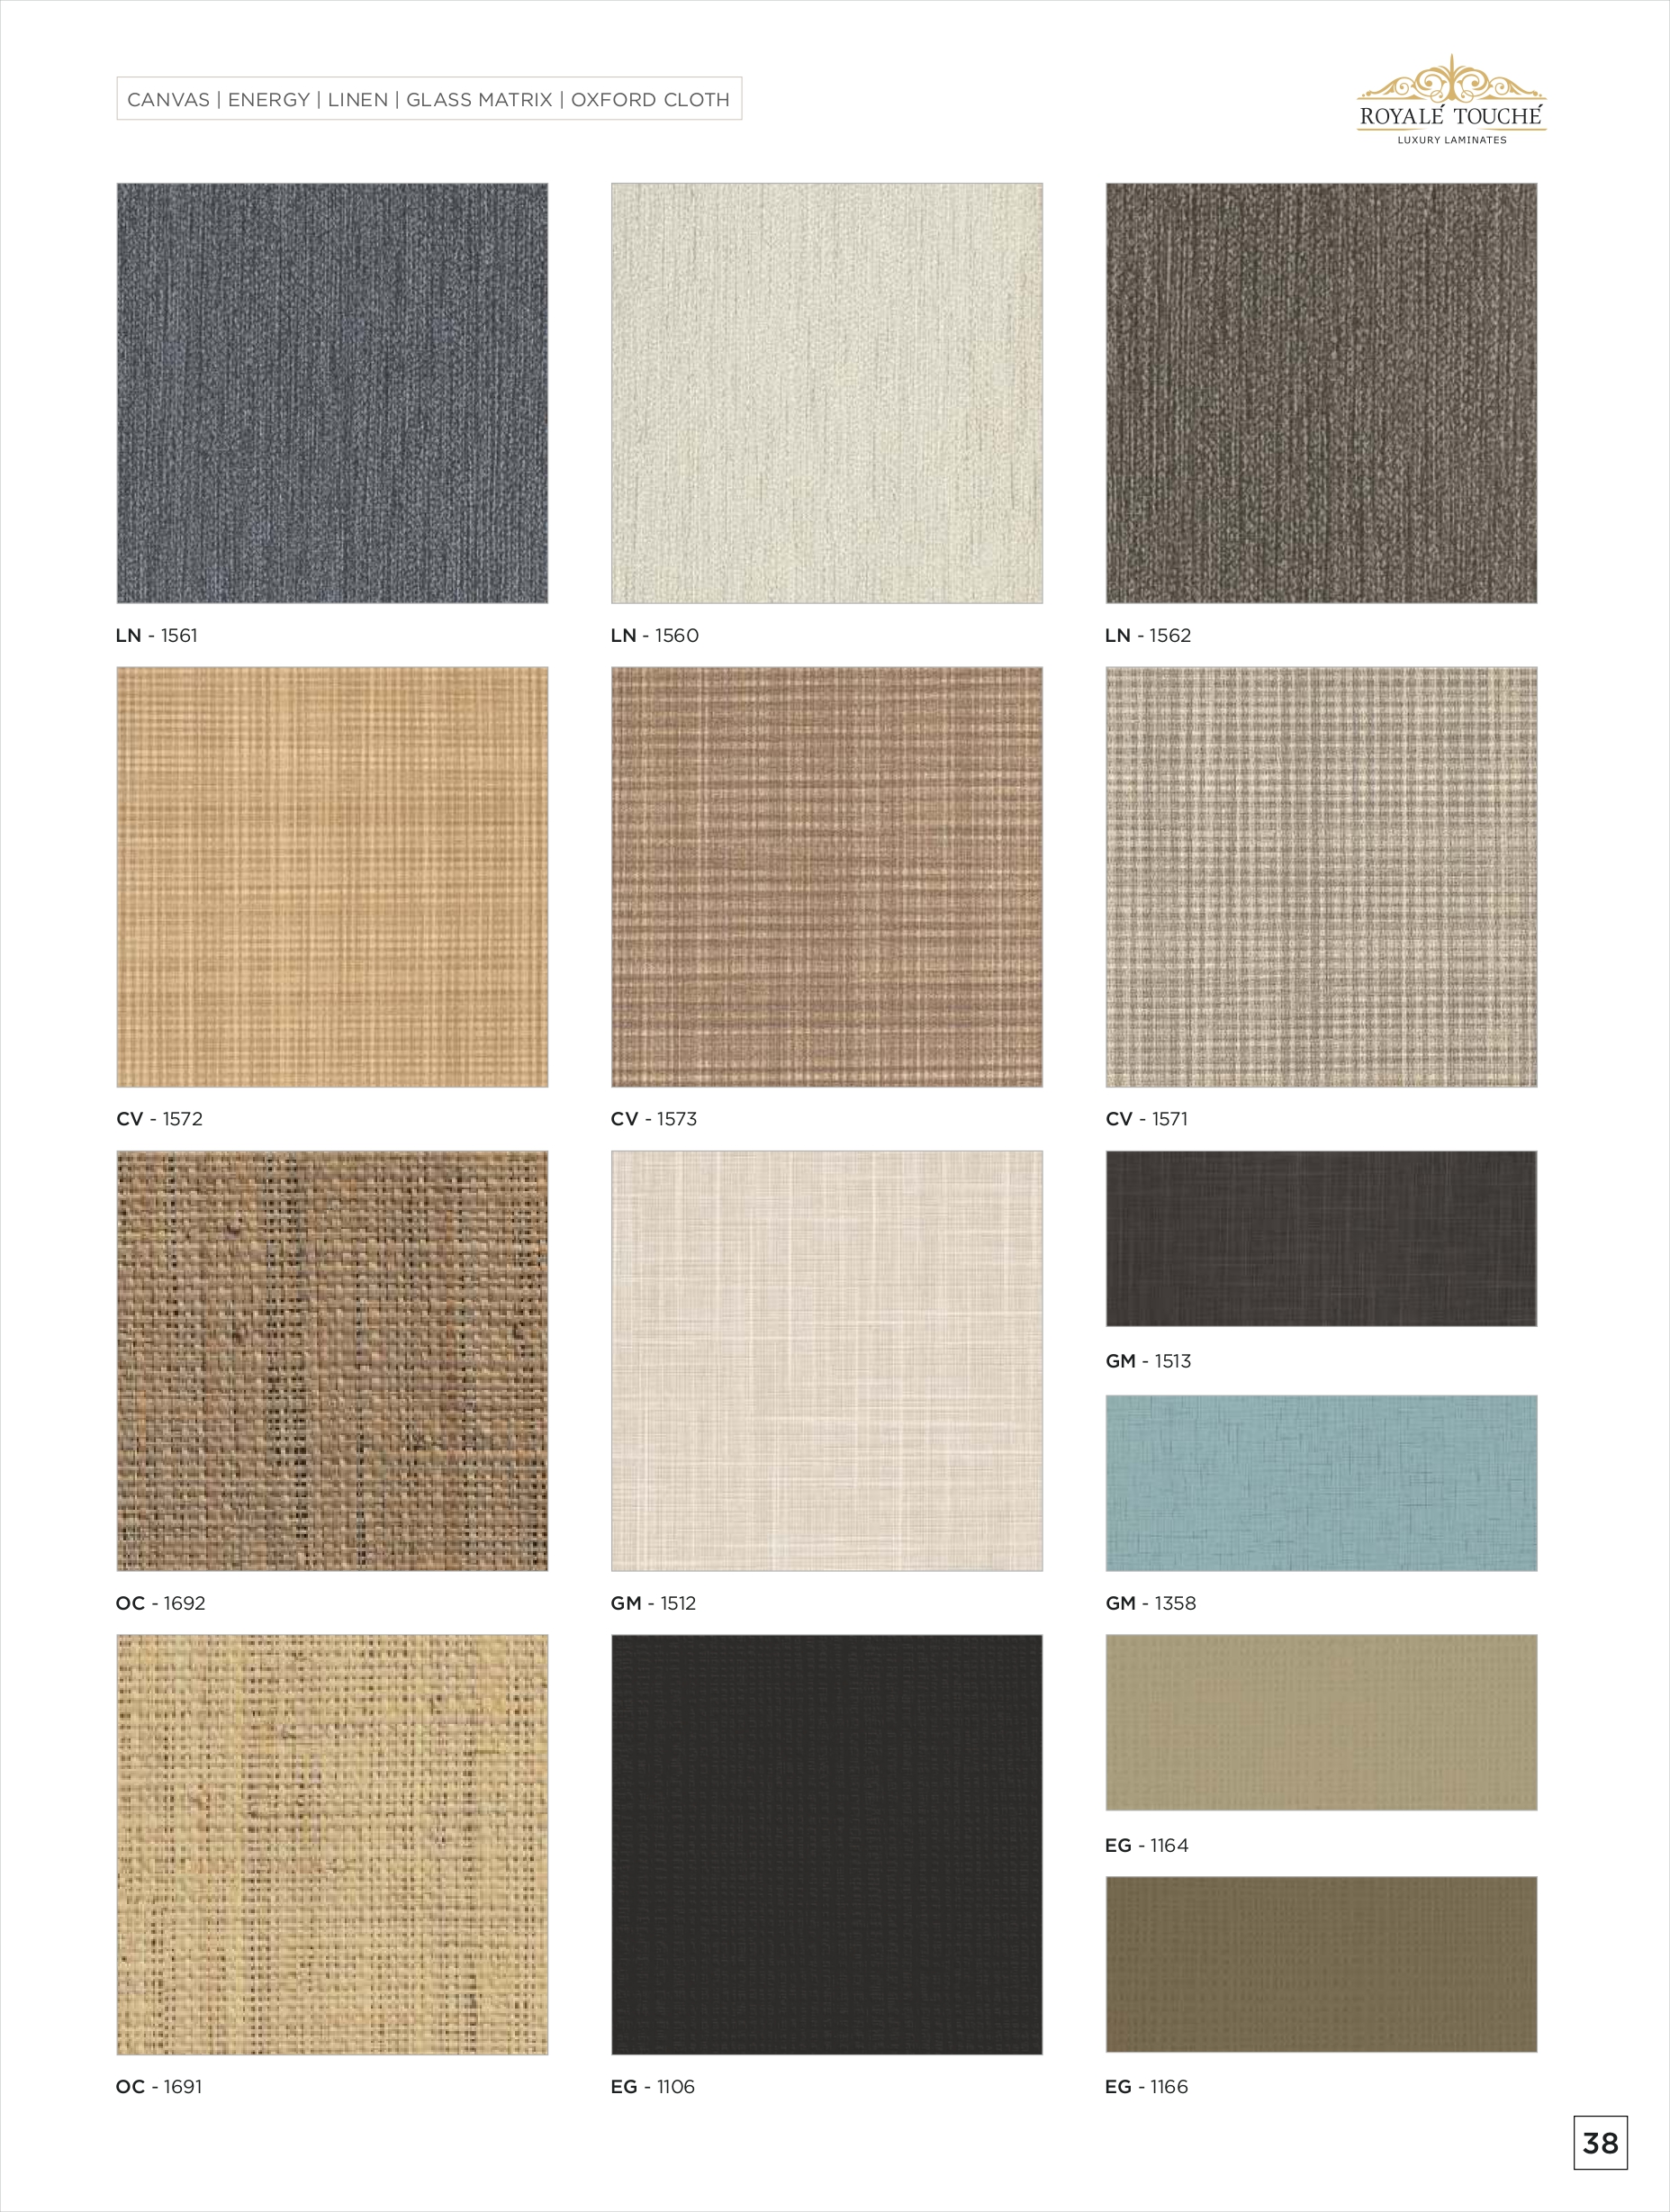 CANVAS | ENERGY | LINEN | GLASS MATRIX | OXFORD CLOTH
ROYALÉ TOUCHÉ
LUXURY LAMINATES
LN - 1561
LN - 1560
LN - 1562
CV - 1572
CV - 1573
CV - 1571
GM - 1513
OC - 1692
GM - 1512
GM - 1358
EG - 1164
OC - 1691
EG - 1106
EG - 1166
38